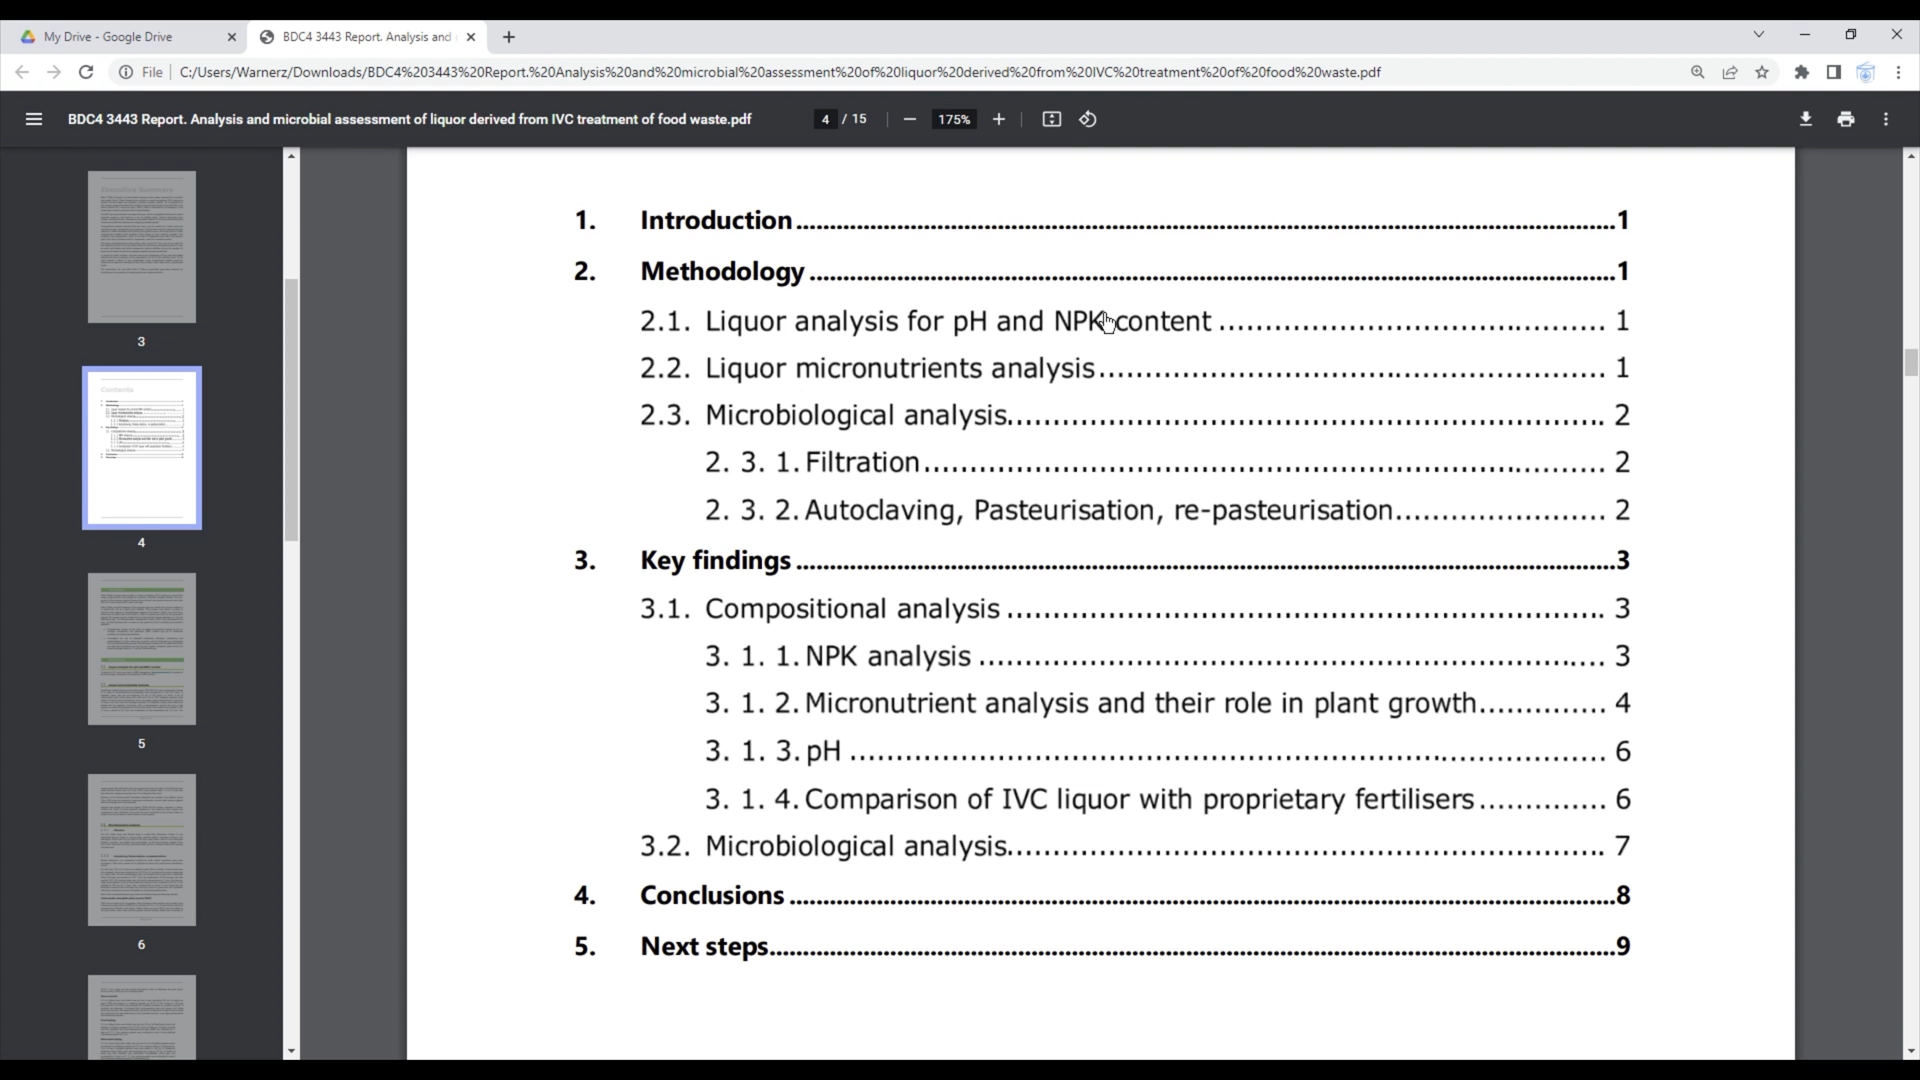 My Drive - Google Drive
BDC4 3443 Report. Analysis and
File
C:/Users/Warnerz/Downloads/BDC4%203443%20Report.%20Analysis%20and%20microbial%20assessment%20of%20liquor%20derived%20from%20IVC%20treatment%20of%20food%20waste.pdf
BDC4 3443 Report. Analysis and microbial assessment of liquor derived from IVC treatment of food waste.pdf
4 / 15
175%
Executive Summary
3
Contents
4
5
6
1. Introduction 1
2. Methodology 1
2.1. Liquor analysis for pH and NPK content 1
2.2. Liquor micronutrients analysis 1
2.3. Microbiological analysis 2
2. 3. 1. Filtration 2
2. 3. 2. Autoclaving, Pasteurisation, re-pasteurisation 2
3. Key findings 3
3.1. Compositional analysis 3
3. 1. 1. NPK analysis 3
3. 1. 2. Micronutrient analysis and their role in plant growth 4
3. 1. 3. pH 6
3. 1. 4. Comparison of IVC liquor with proprietary fertilisers 6
3.2. Microbiological analysis 7
4. Conclusions 8
5. Next steps 9